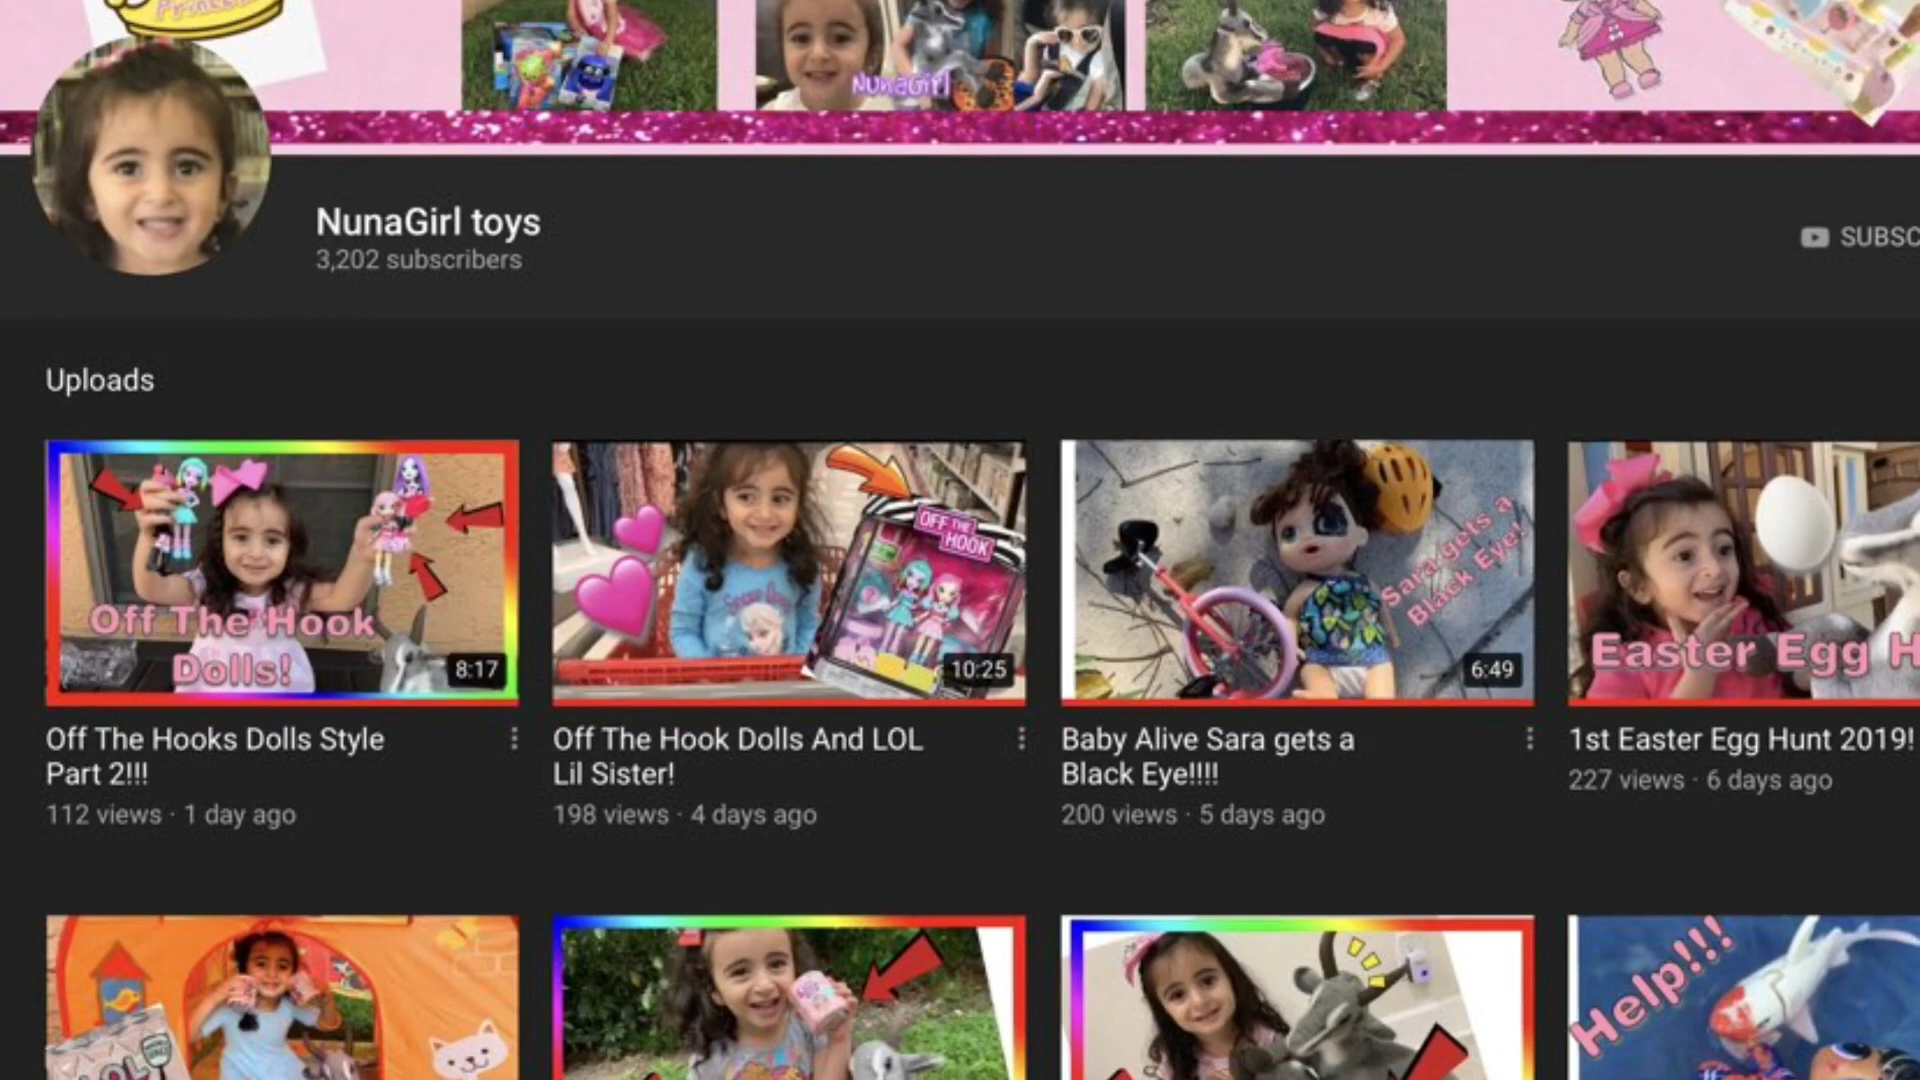 Princess
NunaGirl
NunaGirl toys
3,202 subscribers
SUBSC
Uploads
Off The Hook
Dolls!
8:17
OFF THE
HOOK
10:25
Sara gets a
Black Eye!
6:49
Easter Egg H
Off The Hooks Dolls Style
Part 2!!!
112 views · 1 day ago
Off The Hook Dolls And LOL
Lil Sister!
198 views · 4 days ago
Baby Alive Sara gets a
Black Eye!!!!
200 views · 5 days ago
1st Easter Egg Hunt 2019!
227 views · 6 days ago
LOL
Help!!!